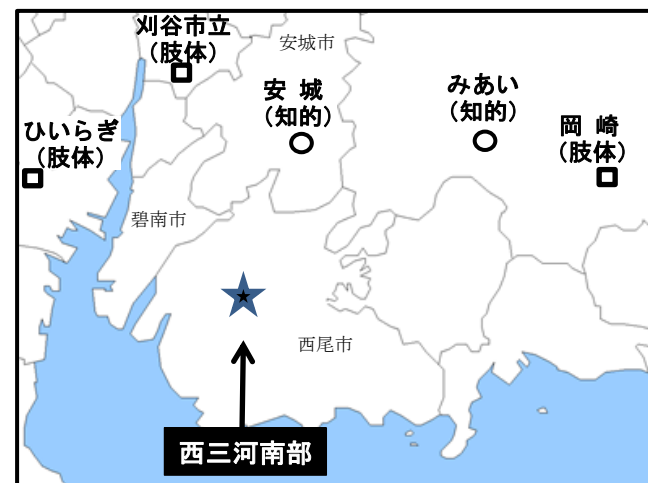 刈谷市立
（肢体）
安城市
安 城
（知的）
みあい
（知的）
岡 崎
（肢体）
ひいらぎ
（肢体）
碧南市
西尾市
西三河南部